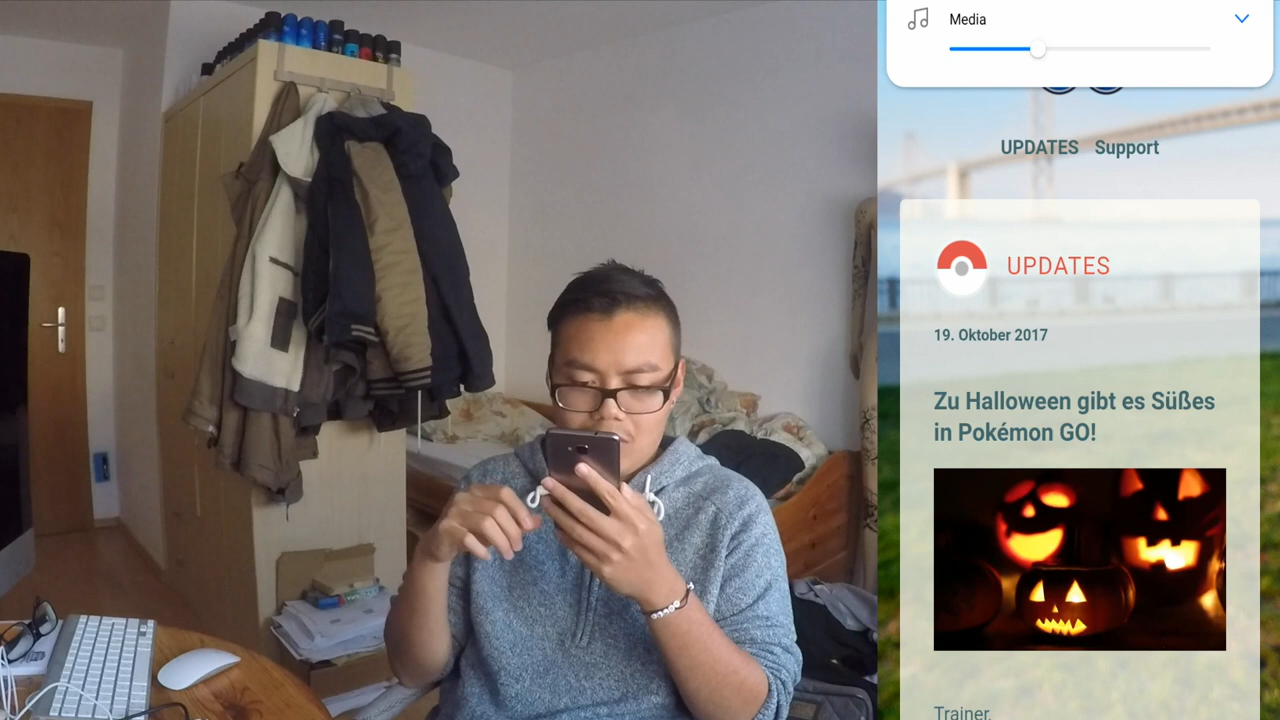 Media
UPDATES Support
UPDATES
19. Oktober 2017
Zu Halloween gibt es Süßes
in Pokémon GO!
Trainer,